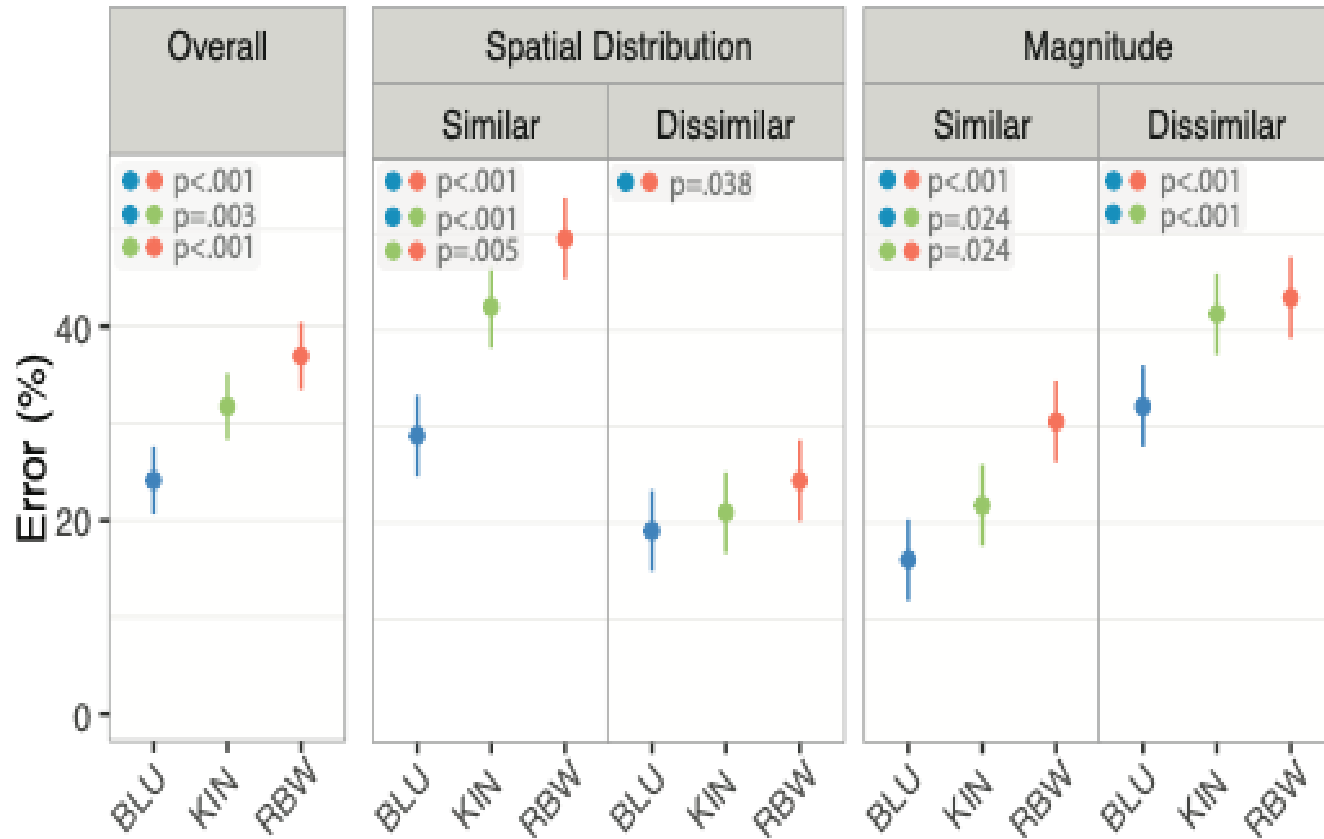 Overall
Spatial Distribution
Magnitude
Similar
Dissimilar
Similar
Dissimilar
p<.001
p=.003
p<.001
p<.001
p<.001
p=.005
p=.038
p<.001
p=.024
p=.024
p<.001
p<.001
Error (%)
40
20
0
BLU KIN RBW
BLU KIN RBW
BLU KIN RBW
BLU KIN RBW
BLU KIN RBW